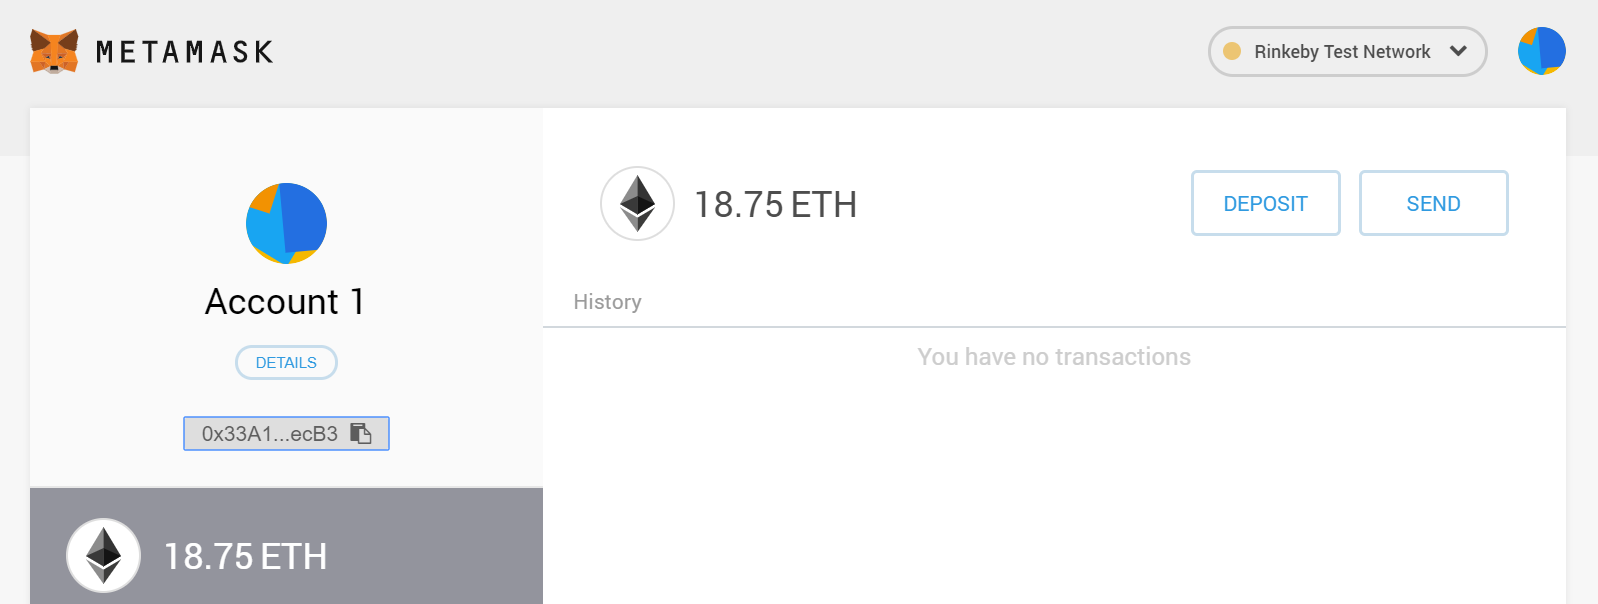 METAMASK
Rinkeby Test Network
Account 1
DETAILS
0x33A1...ecB3
18.75 ETH
18.75 ETH
DEPOSIT
SEND
History
You have no transactions